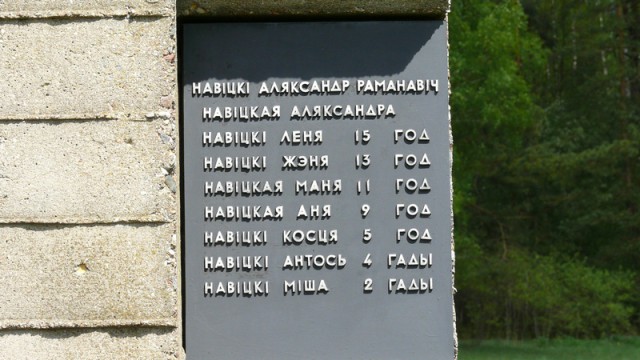 НАВІЦКІ АЛЯКСАНДР РАМАНАВІЧ
НАВІЦКАЯ АЛЯКСАНДРА
НАВІЦКІ ЛЕНЯ 15 ГОД
НАВІЦКІ ЖЭНЯ 13 ГОД
НАВІЦКАЯ МАНЯ 11 ГОД
НАВІЦКАЯ АНЯ 9 ГОД
НАВІЦКІ КОСЦЯ 5 ГОД
НАВІЦКІ АНТОСЬ 4 ГАДЫ
НАВІЦКІ МІША 2 ГАДЫ